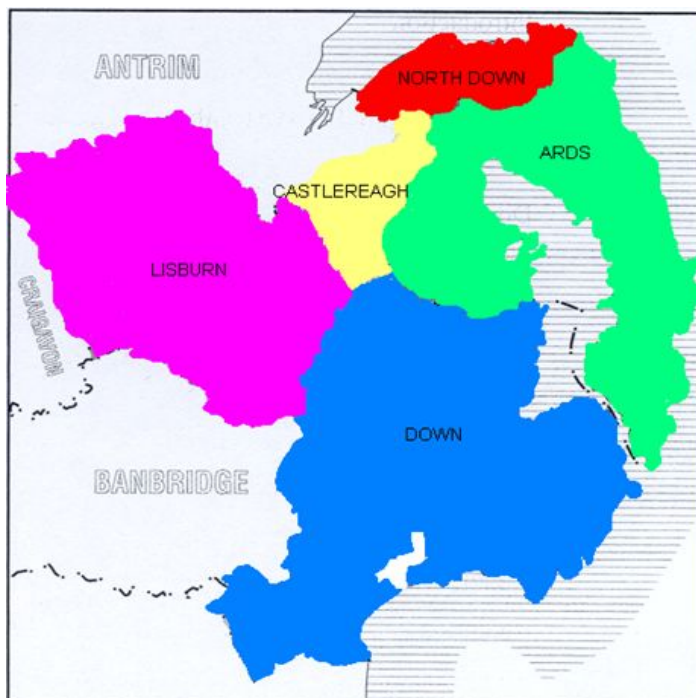 ANTRIM
NORTH DOWN
ARDS
CASTLEREAGH
LISBURN
CRAIGAVON
DOWN
BANBRIDGE